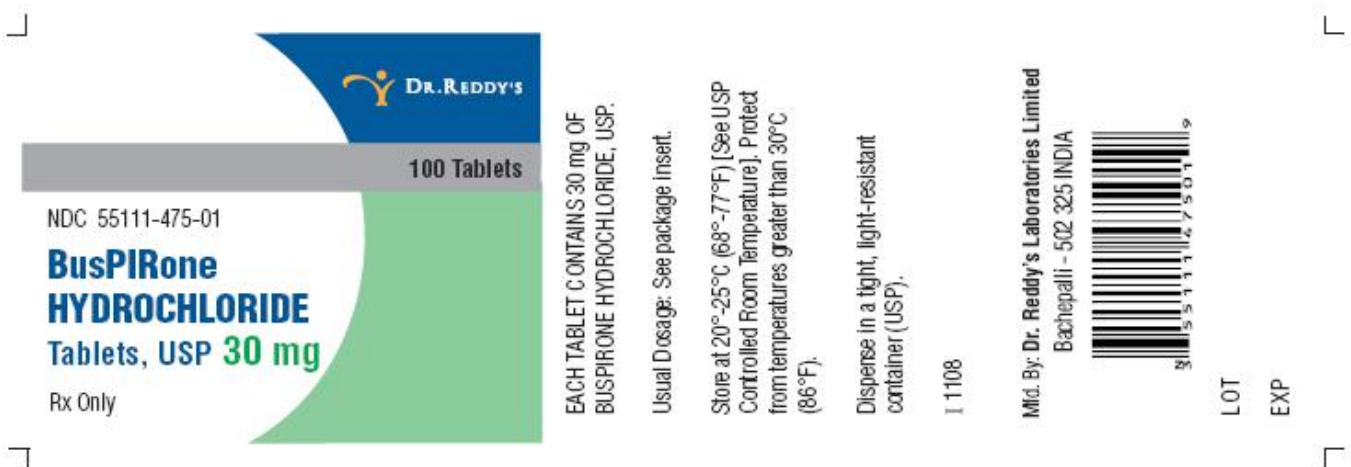 DR.REDDY'S
100 Tablets
NDC 55111-475-01
BusPIRone
HYDROCHLORIDE
Tablets, USP 30 mg
Rx Only
EACH TABLET CONTAINS 30 mg OF
BUSPIRONE HYDROCHLORIDE, USP.
Usual Dosage: See package insert.
Store at 20°-25°C (68°-77°F) [See USP
Controlled Room Temperature]. Protect
from temperatures greater than 30°C
(86°F).
Dispense in a tight, light-resistant
container (USP).
I 1108
Mfd. By: Dr. Reddy's Laboratories Limited
Bachepalli - 502 325 INDIA
N3 55111 47501 9
LOT
EXP